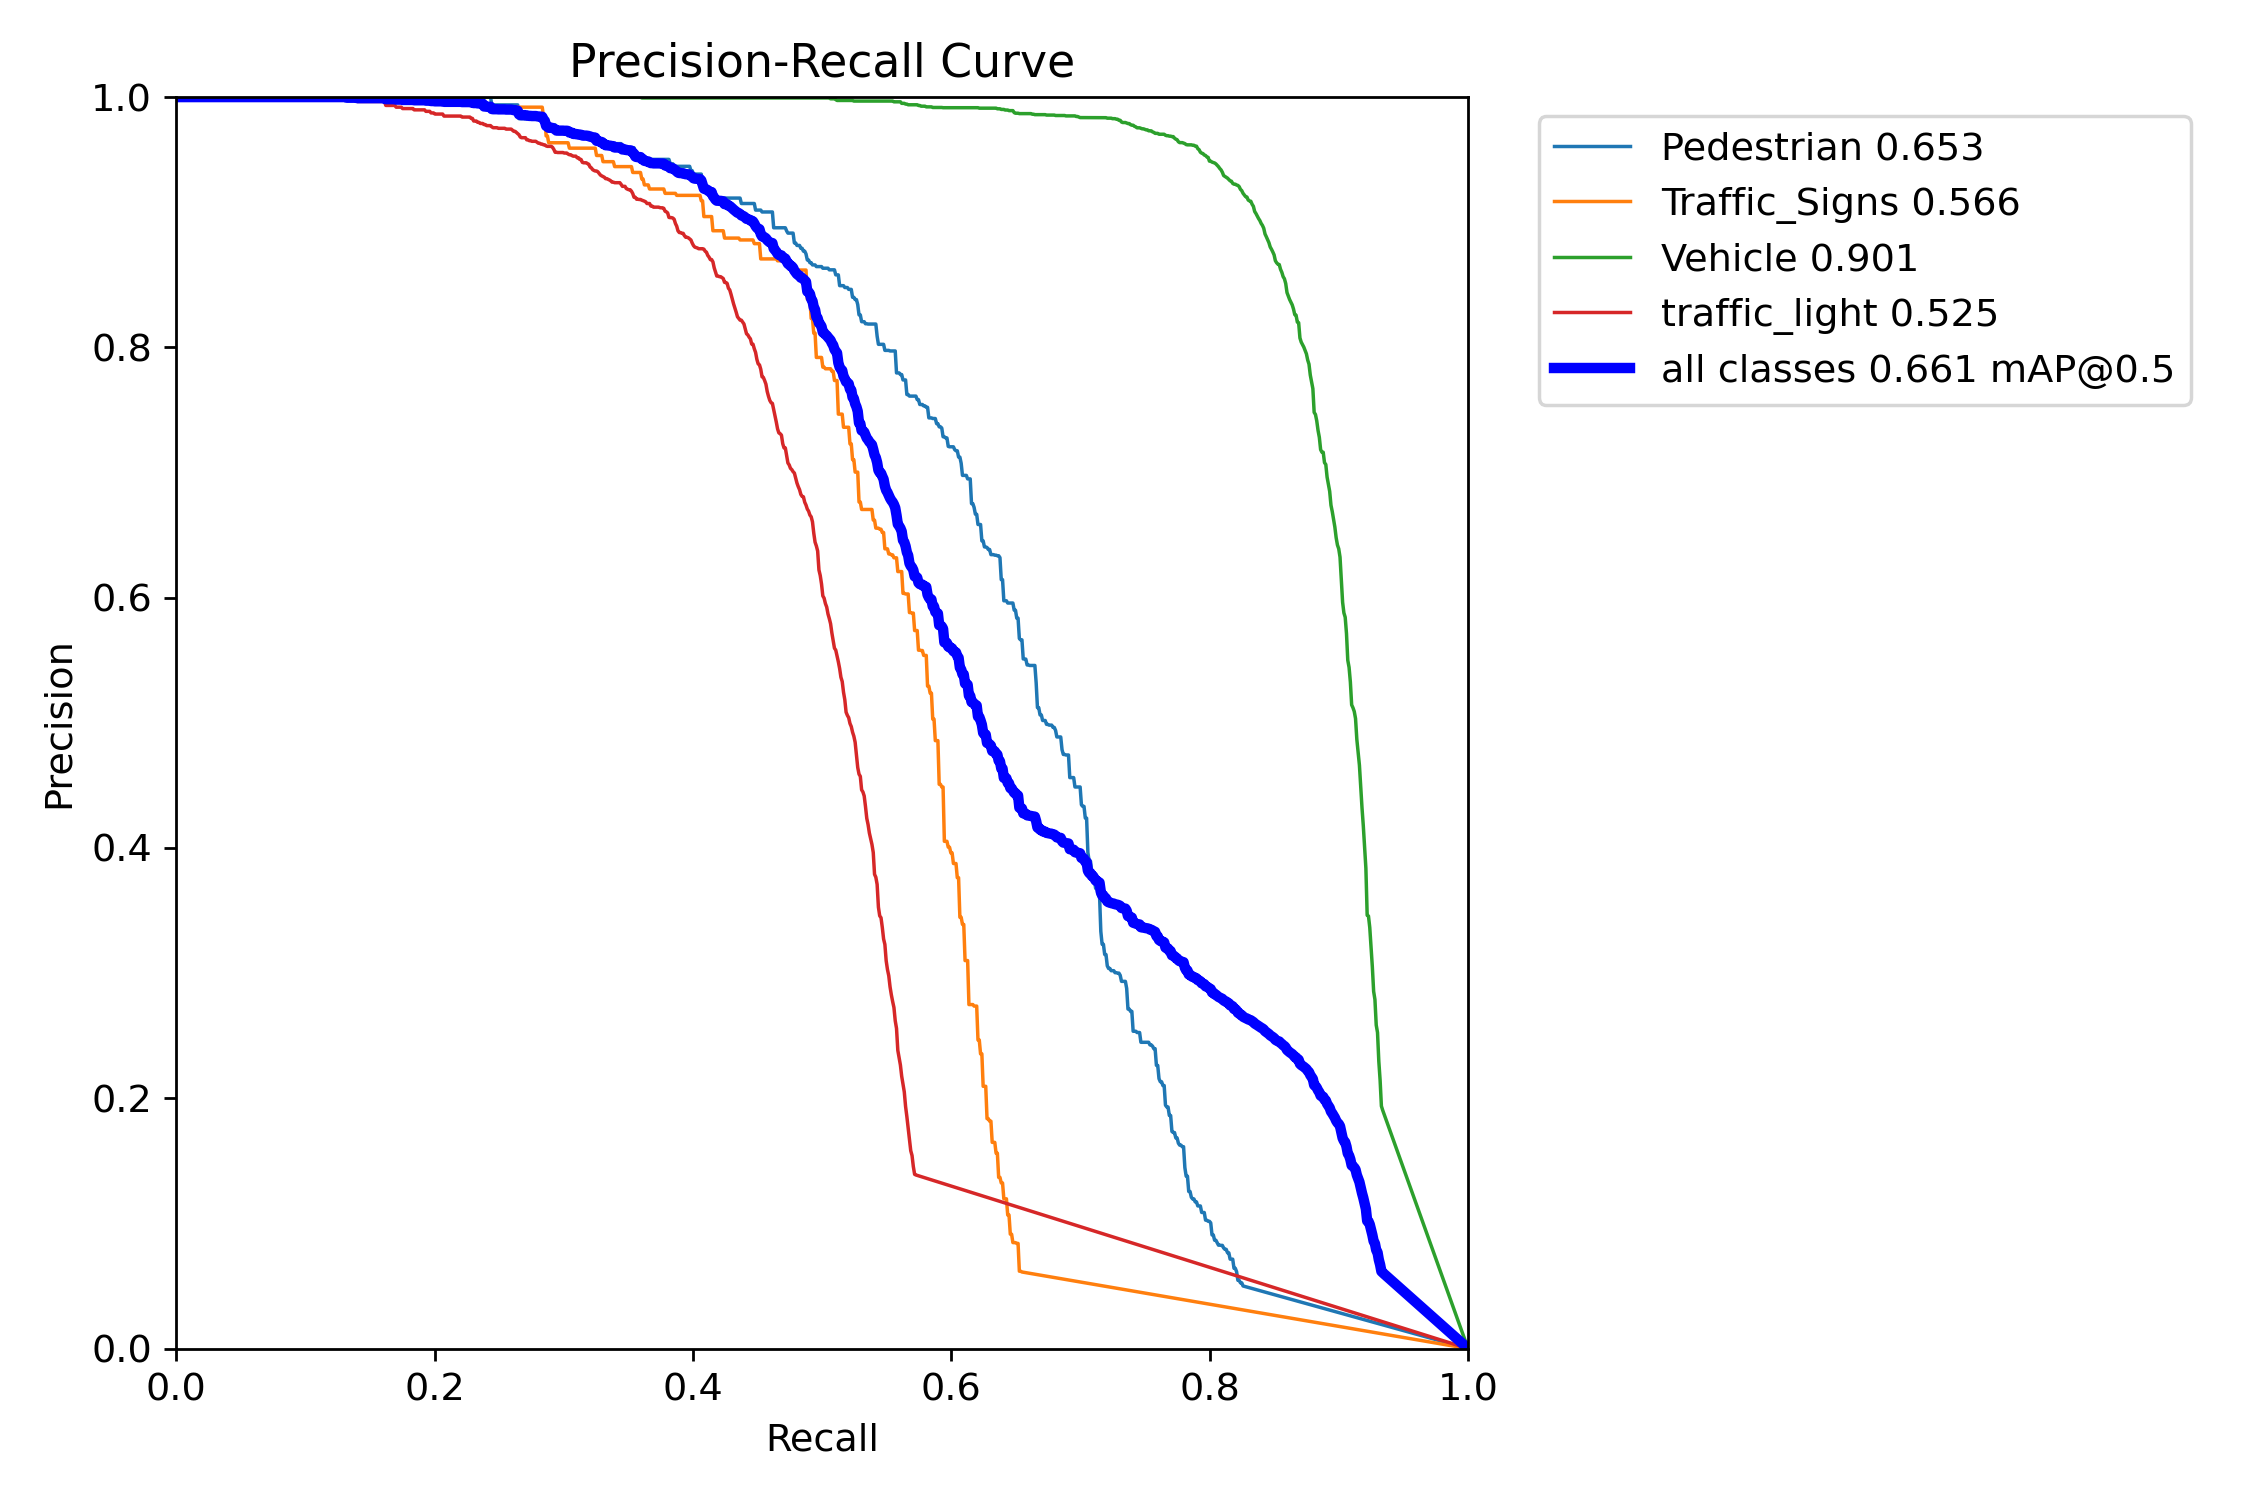 Precision-Recall Curve
1.0
0.8
0.6
0.4
0.2
0.0
Precision
0.0 0.2 0.4 0.6 0.8 1.0
Recall
Pedestrian 0.653
Traffic_Signs 0.566
Vehicle 0.901
traffic_light 0.525
all classes 0.661 mAP@0.5